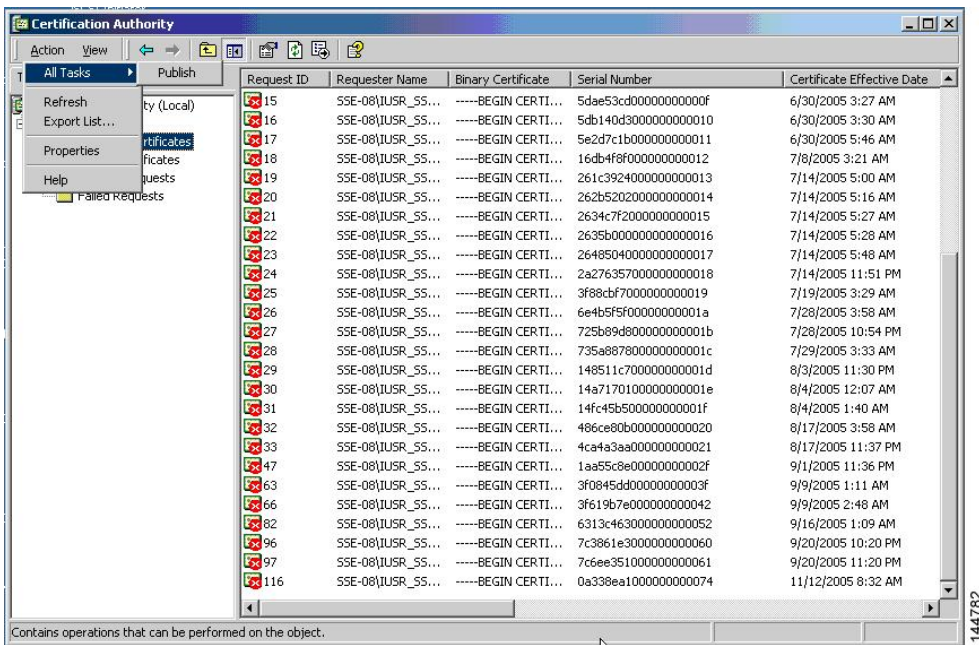 Certification Authority
Action View
All Tasks Publish
Refresh
Export List...
Properties
Help
ty (Local)
rtificates
ficates
quests
Failed Requests
Request ID Requester Name Binary Certificate Serial Number Certificate Effective Date
15 SSE-08\IUSR_SS... -----BEGIN CERTI... 5dae53cd00000000000f 6/30/2005 3:27 AM
16 SSE-08\IUSR_SS... -----BEGIN CERTI... 5db140d3000000000010 6/30/2005 3:30 AM
17 SSE-08\IUSR_SS... -----BEGIN CERTI... 5e2d7c1b000000000011 6/30/2005 5:46 AM
18 SSE-08\IUSR_SS... -----BEGIN CERTI... 16db4f8f000000000012 7/8/2005 3:21 AM
19 SSE-08\IUSR_SS... -----BEGIN CERTI... 261c3924000000000013 7/14/2005 5:00 AM
20 SSE-08\IUSR_SS... -----BEGIN CERTI... 262b5202000000000014 7/14/2005 5:16 AM
21 SSE-08\IUSR_SS... -----BEGIN CERTI... 2634c7f2000000000015 7/14/2005 5:27 AM
22 SSE-08\IUSR_SS... -----BEGIN CERTI... 2635b000000000000016 7/14/2005 5:28 AM
23 SSE-08\IUSR_SS... -----BEGIN CERTI... 26485040000000000017 7/14/2005 5:48 AM
24 SSE-08\IUSR_SS... -----BEGIN CERTI... 2a276357000000000018 7/14/2005 11:51 PM
25 SSE-08\IUSR_SS... -----BEGIN CERTI... 3f88cbf7000000000019 7/19/2005 3:29 AM
26 SSE-08\IUSR_SS... -----BEGIN CERTI... 6e4b5f5f00000000001a 7/28/2005 3:58 AM
27 SSE-08\IUSR_SS... -----BEGIN CERTI... 725b89d800000000001b 7/28/2005 10:54 PM
28 SSE-08\IUSR_SS... -----BEGIN CERTI... 735a887800000000001c 7/29/2005 3:33 AM
29 SSE-08\IUSR_SS... -----BEGIN CERTI... 148511c700000000001d 8/3/2005 11:30 PM
30 SSE-08\IUSR_SS... -----BEGIN CERTI... 14a7170100000000001e 8/4/2005 12:07 AM
31 SSE-08\IUSR_SS... -----BEGIN CERTI... 14fc45b500000000001f 8/4/2005 1:40 AM
32 SSE-08\IUSR_SS... -----BEGIN CERTI... 486ce80b000000000020 8/17/2005 3:58 AM
33 SSE-08\IUSR_SS... -----BEGIN CERTI... 4ca4a3aa000000000021 8/17/2005 11:37 PM
47 SSE-08\IUSR_SS... -----BEGIN CERTI... 1aa55c8e00000000002f 9/1/2005 11:36 PM
63 SSE-08\IUSR_SS... -----BEGIN CERTI... 3f0845dd00000000003f 9/9/2005 1:11 AM
66 SSE-08\IUSR_SS... -----BEGIN CERTI... 3f619b7e000000000042 9/9/2005 2:48 AM
82 SSE-08\IUSR_SS... -----BEGIN CERTI... 6313c463000000000052 9/16/2005 1:09 AM
96 SSE-08\IUSR_SS... -----BEGIN CERTI... 7c3861e3000000000060 9/20/2005 10:20 PM
97 SSE-08\IUSR_SS... -----BEGIN CERTI... 7c6ee351000000000061 9/20/2005 11:20 PM
116 SSE-08\IUSR_SS... -----BEGIN CERTI... 0a338ea1000000000074 11/12/2005 8:32 AM
Contains operations that can be performed on the object.
144782